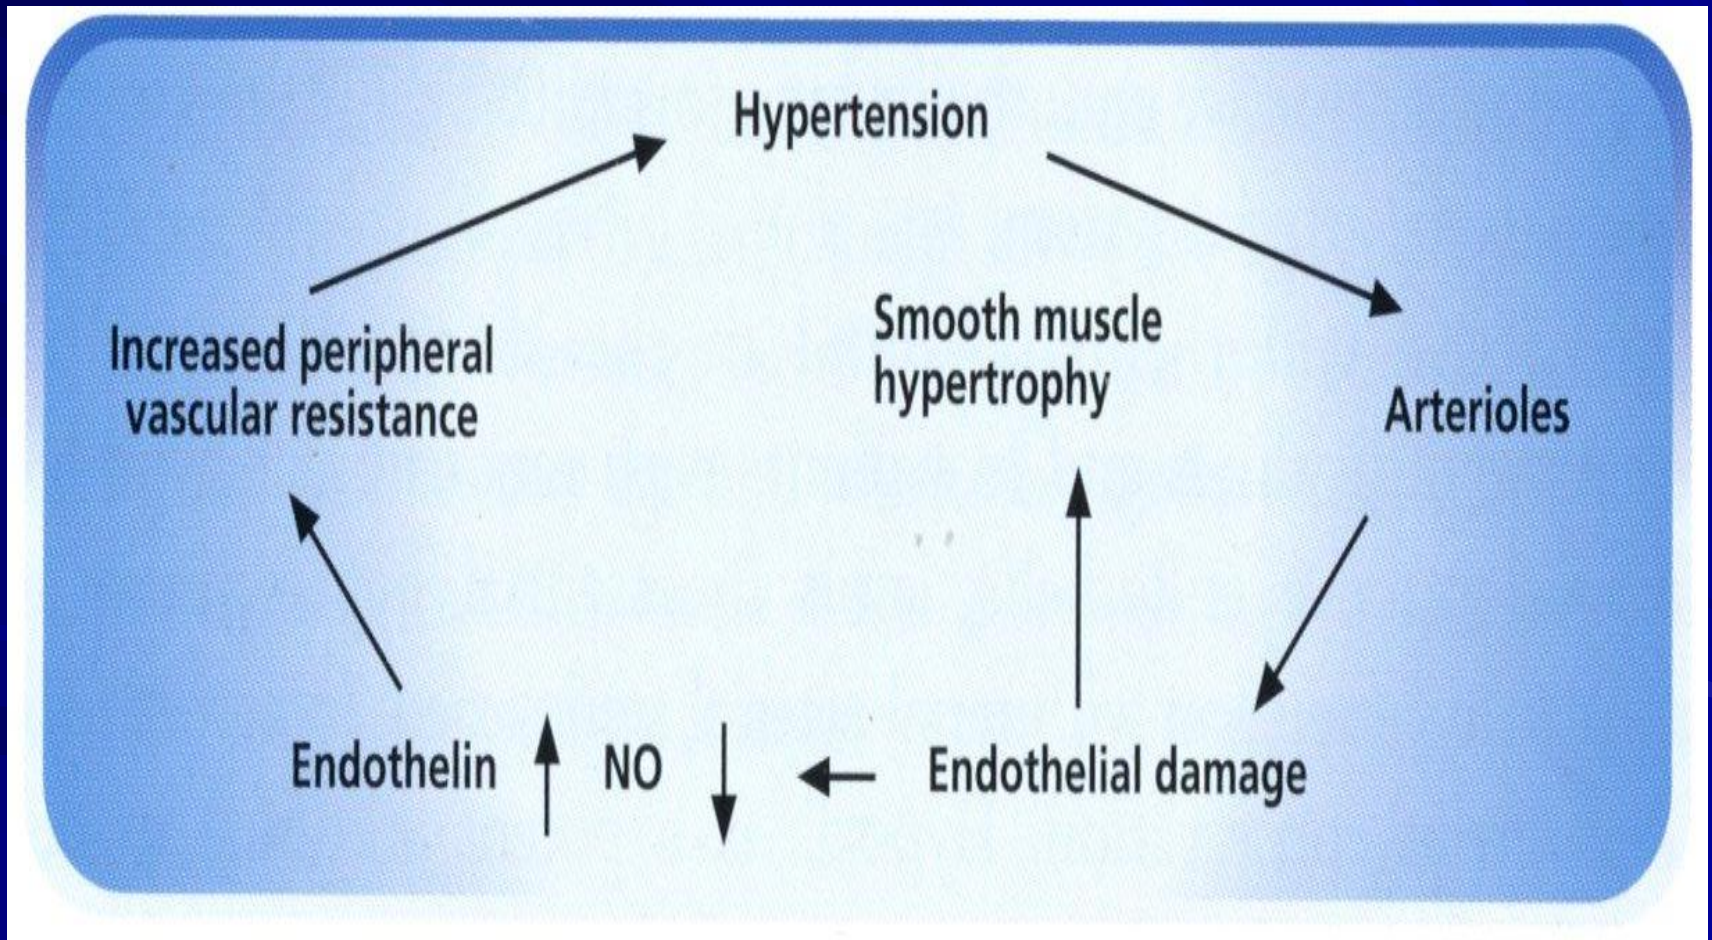 Hypertension
Increased peripheral
vascular resistance
Smooth muscle
hypertrophy
Arterioles
Endothelin
NO
Endothelial damage